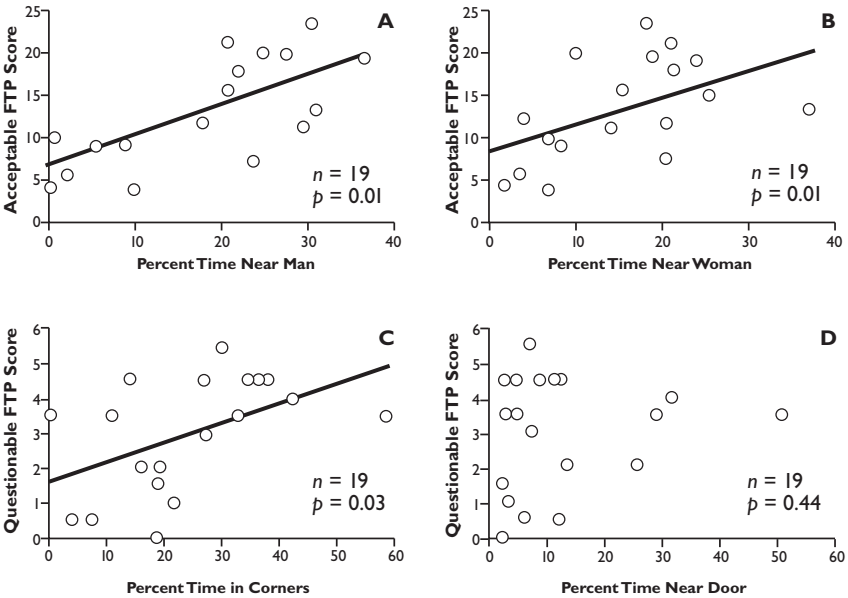 A
Acceptable FTP Score
25
20
15
10
5
0
n = 19
p = 0.01
0 10 20 30 40
Percent Time Near Man
B
Acceptable FTP Score
25
20
15
10
5
0
n = 19
p = 0.01
0 10 20 30 40
Percent Time Near Woman
C
Questionable FTP Score
6
5
4
3
2
1
0
n = 19
p = 0.03
0 10 20 30 40 50 60
Percent Time in Corners
D
Questionable FTP Score
6
5
4
3
2
1
0
n = 19
p = 0.44
0 10 20 30 40 50 60
Percent Time Near Door